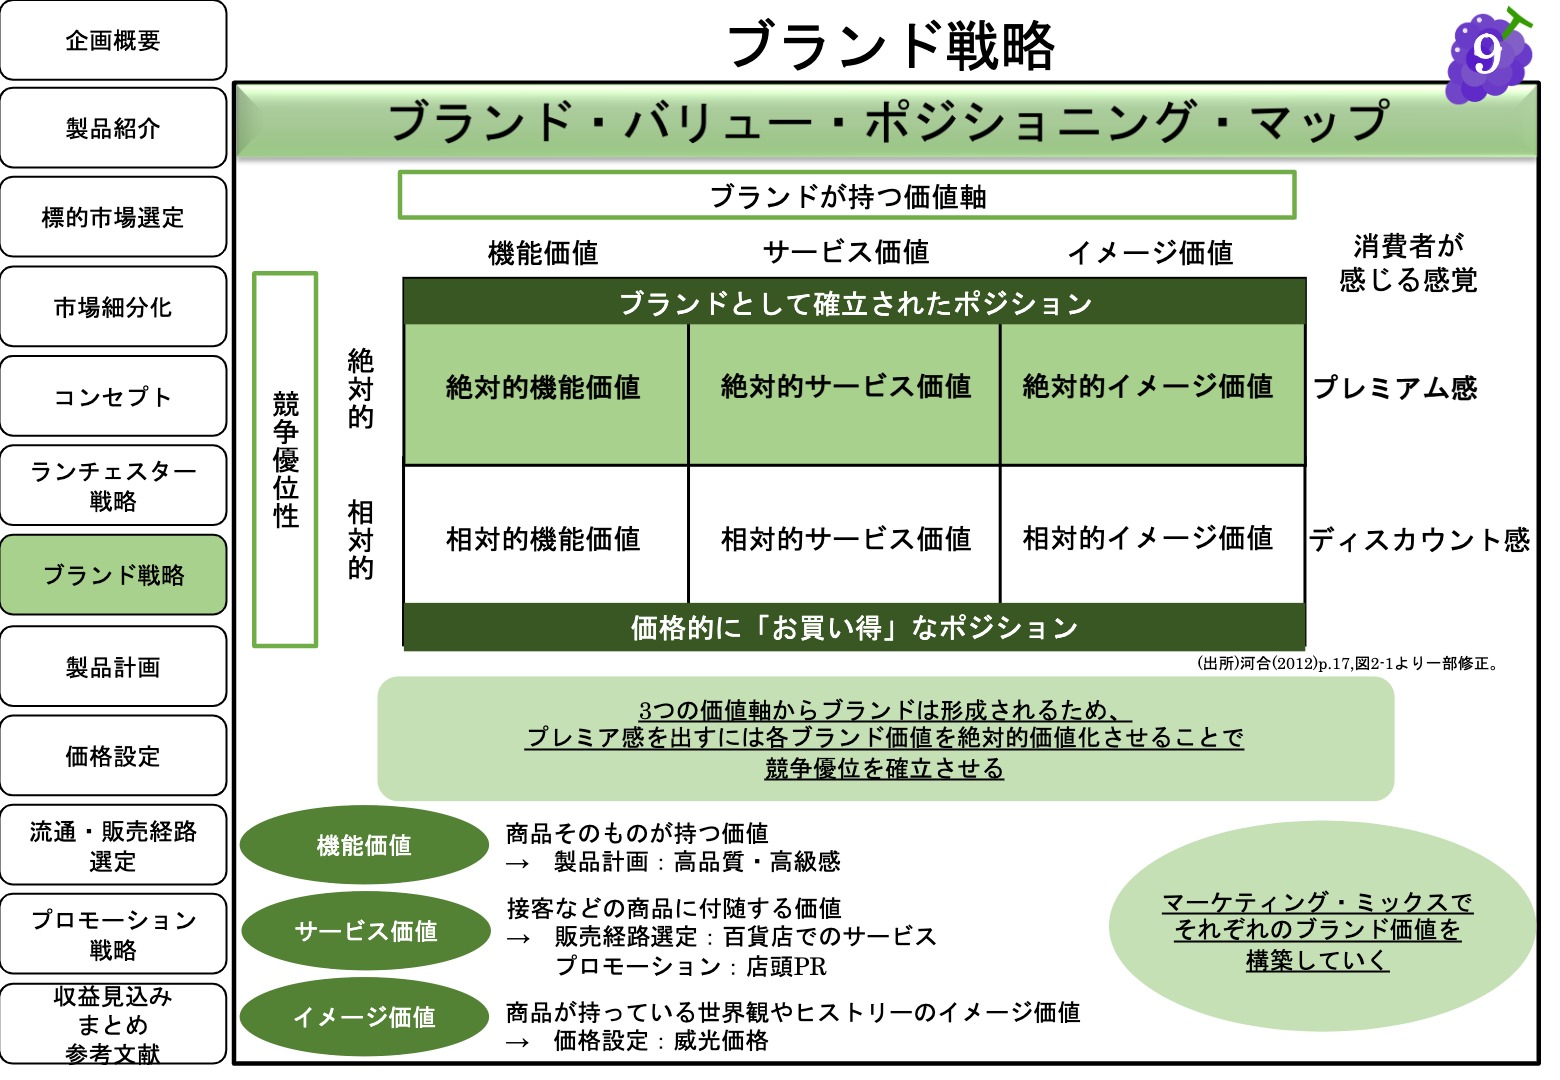 企画概要
製品紹介
標的市場選定
市場細分化
コンセプト
ランチェスター
戦略
ブランド戦略
製品計画
価格設定
流通・販売経路
選定
プロモーション
戦略
収益見込み
まとめ
参考文献
ブランド戦略
9
ブランド・バリュー・ポジショニング・マップ
ブランドが持つ価値軸
機能価値
サービス価値
イメージ価値
消費者が
感じる感覚
競争優位性
絶対的
相対的
ブランドとして確立されたポジション
絶対的機能価値
絶対的サービス価値
絶対的イメージ価値
プレミアム感
相対的機能価値
相対的サービス価値
相対的イメージ価値
ディスカウント感
価格的に「お買い得」なポジション
(出所)河合(2012)p.17,図2-1より一部修正。
3つの価値軸からブランドは形成されるため、
プレミア感を出すには各ブランド価値を絶対的価値化させることで
競争優位を確立させる
機能価値
商品そのものが持つ価値
→ 製品計画：高品質・高級感
サービス価値
接客などの商品に付随する価値
→ 販売経路選定：百貨店でのサービス
プロモーション：店頭PR
イメージ価値
商品が持っている世界観やヒストリーのイメージ価値
→ 価格設定：威光価格
マーケティング・ミックスで
それぞれのブランド価値を
構築していく